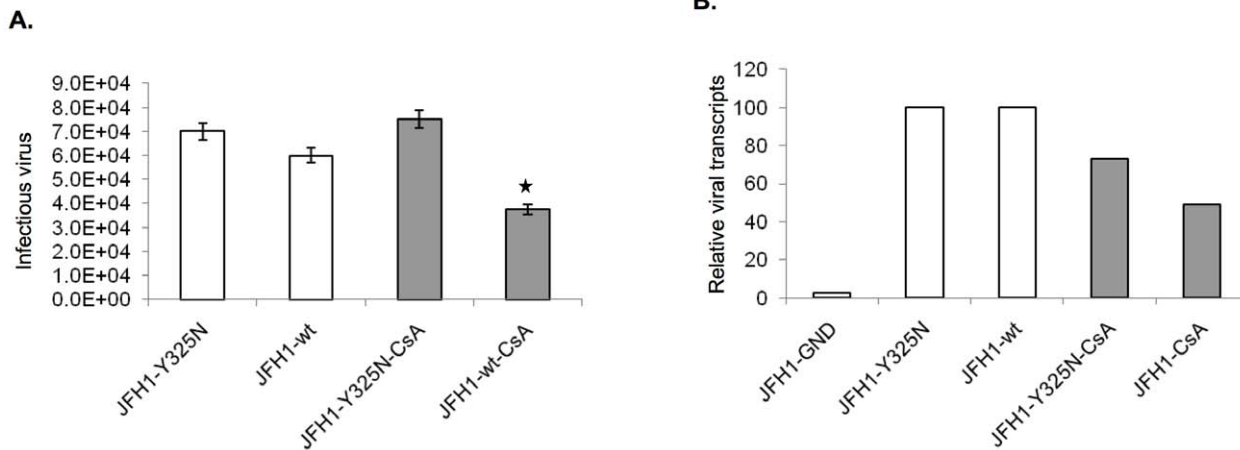 A.
Infectious virus
9.0E+04
8.0E+04
7.0E+04
6.0E+04
5.0E+04
4.0E+04
3.0E+04
2.0E+04
1.0E+04
0.0E+00
JFH1-Y325N
JFH1-wt
JFH1-Y325N-CsA
JFH1-wt-CsA
B.
Relative viral transcripts
120
100
80
60
40
20
0
JFH1-GND
JFH1-Y325N
JFH1-wt
JFH1-Y325N-CsA
JFH1-CsA